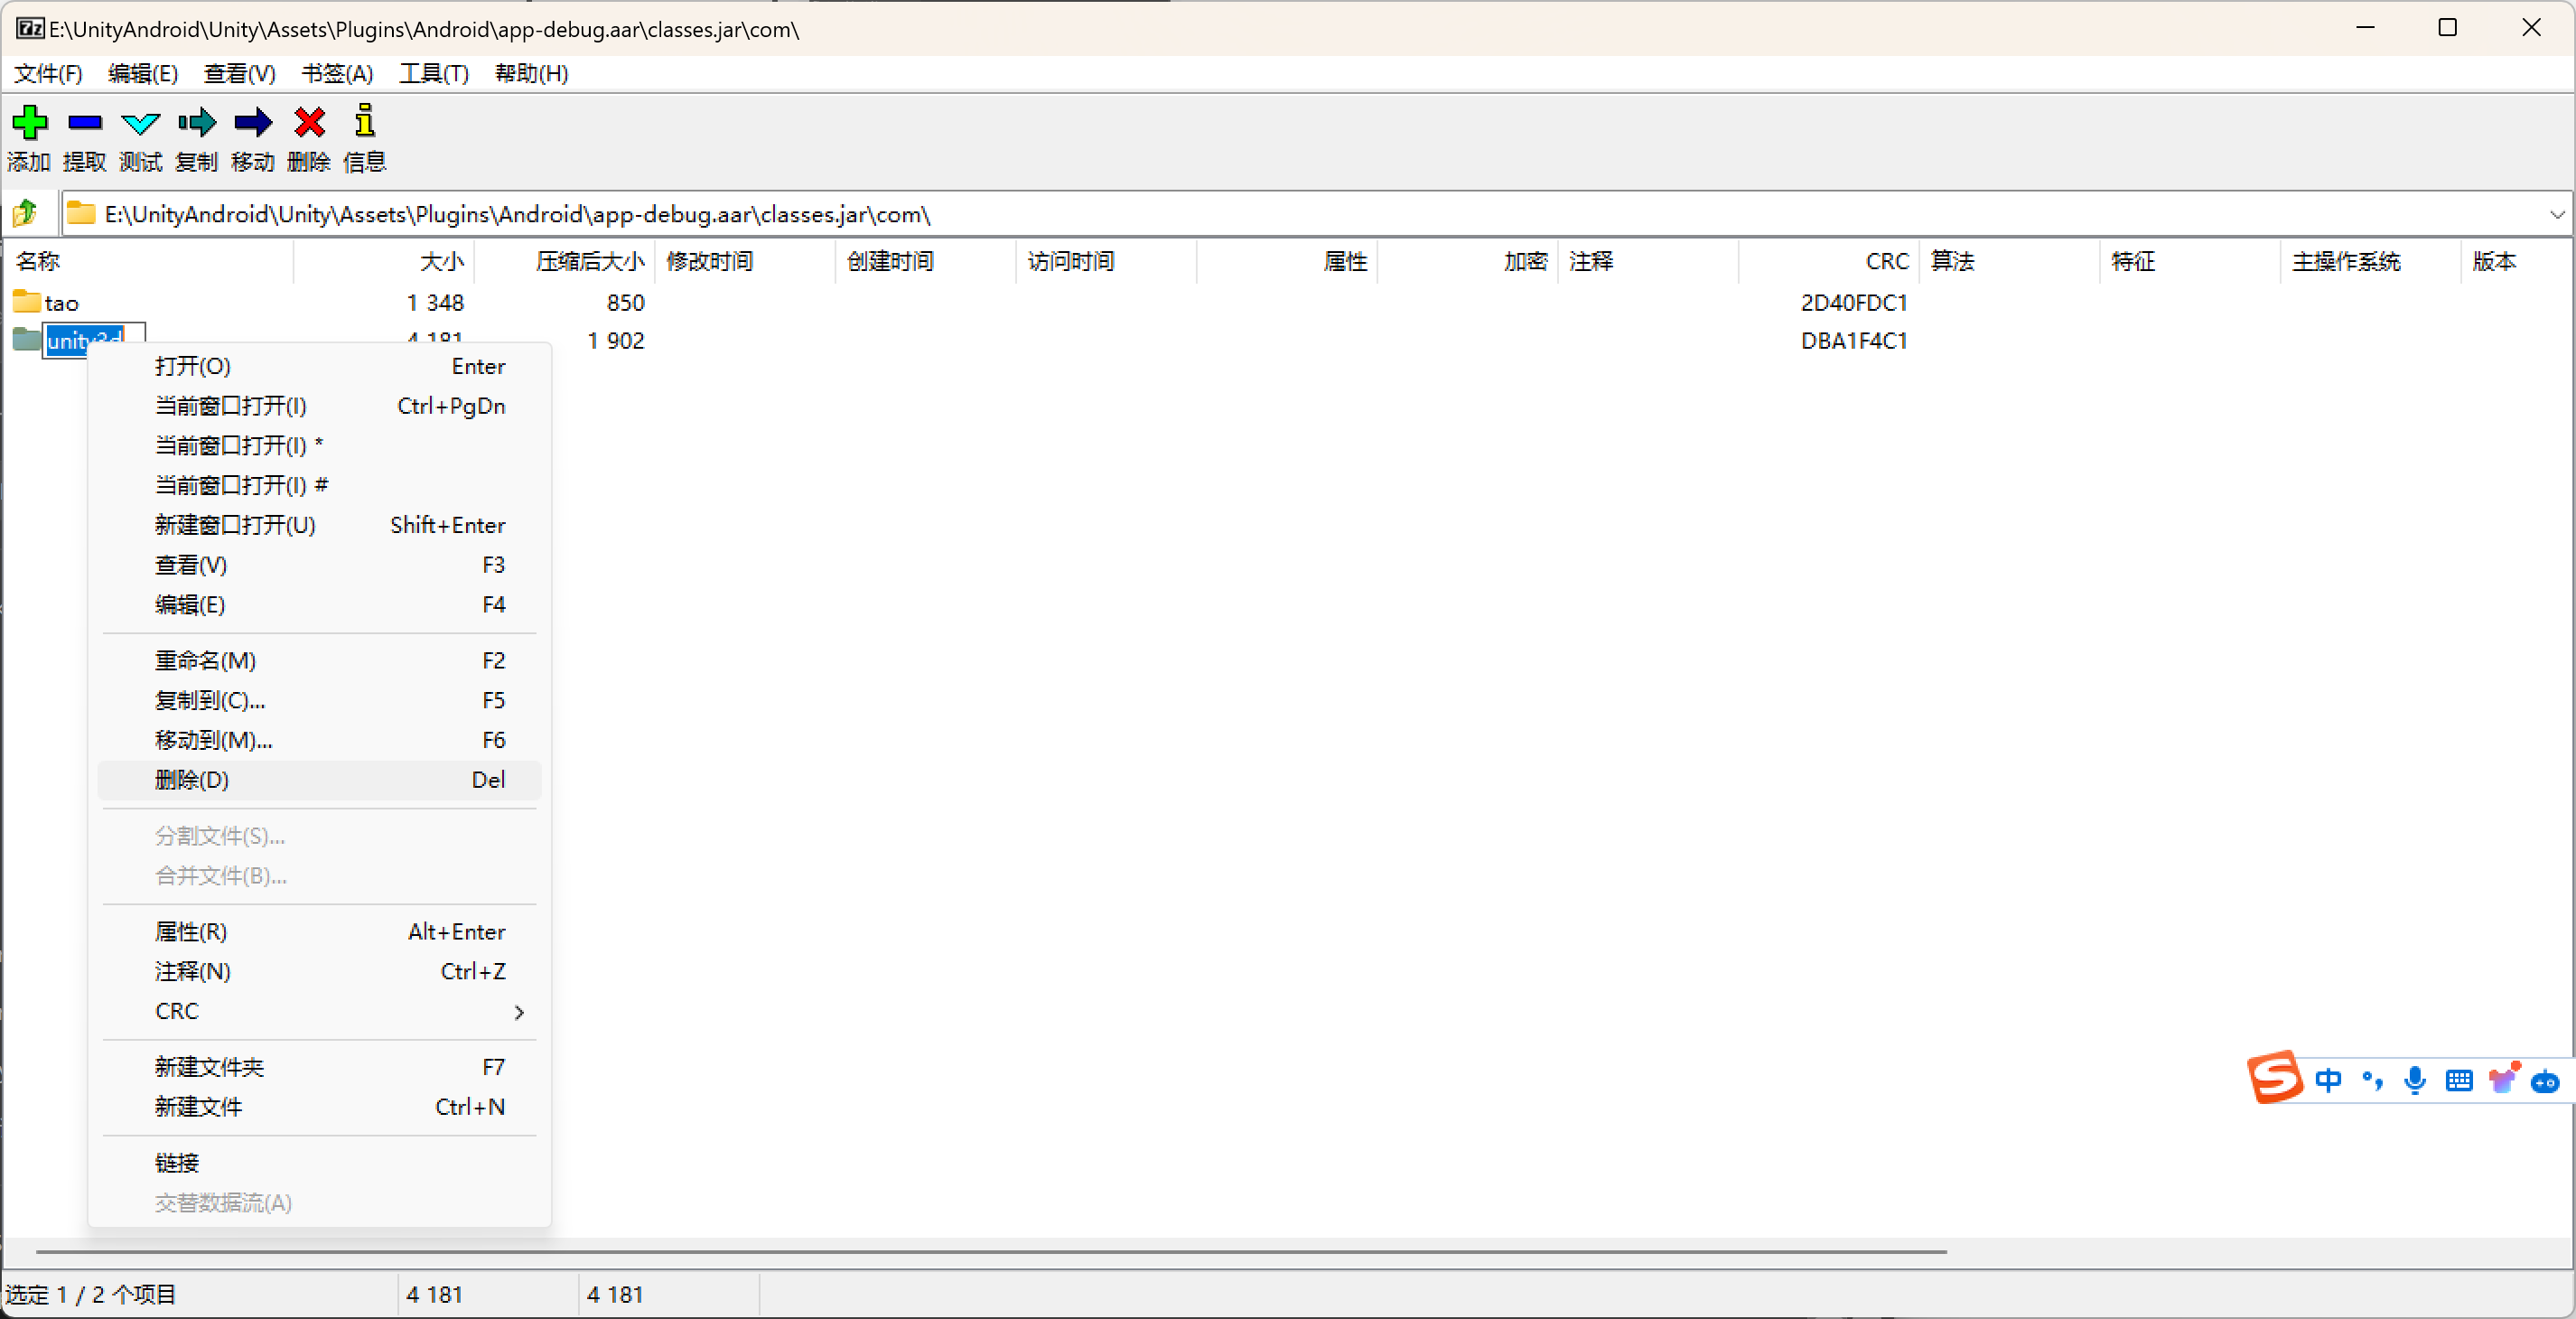 E:\UnityAndroid\Unity\Assets\Plugins\Android\app-debug.aar\classes.jar\com\
文件(F) 编辑(E) 查看(V) 书签(A) 工具(T) 帮助(H)
添加 提取 测试 复制 移动 删除 信息
E:\UnityAndroid\Unity\Assets\Plugins\Android\app-debug.aar\classes.jar\com\
名称 大小 压缩后大小 修改时间 创建时间 访问时间 属性 加密 注释 CRC 算法 特征 主操作系统 版本
tao 1 348 850 2D40FDC1
unity3d 4 181 1 902 DBA1F4C1
打开(O) Enter
当前窗口打开(I) Ctrl+PgDn
当前窗口打开(I) *
当前窗口打开(I) #
新建窗口打开(U) Shift+Enter
查看(V) F3
编辑(E) F4
重命名(M) F2
复制到(C)... F5
移动到(M)... F6
删除(D) Del
分割文件(S)...
合并文件(B)...
属性(R) Alt+Enter
注释(N) Ctrl+Z
CRC
新建文件夹 F7
新建文件 Ctrl+N
链接
交替数据流(A)
中
选定 1 / 2 个项目 4 181 4 181